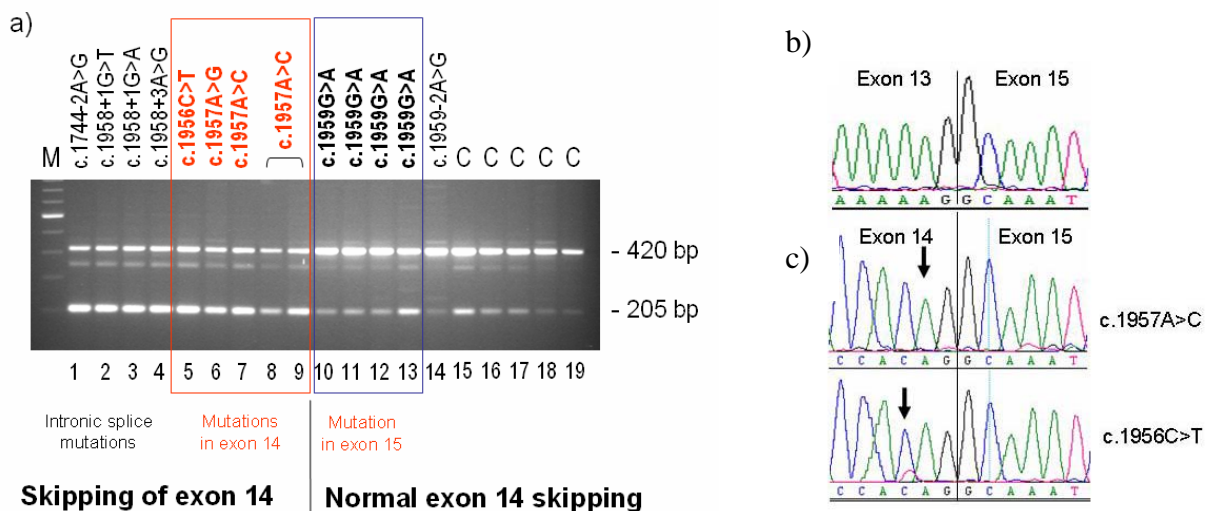 a)
c.1744-2A>G
c.1958+1G>T
c.1958+1G>A
c.1958+3A>G
c.1956C>T
c.1957A>G
c.1957A>C
c.1957A>C
c.1959G>A
c.1959G>A
c.1959G>A
c.1959G>A
c.1959-2A>G
M C C C C C
- 420 bp
- 205 bp
1 2 3 4 5 6 7 8 9 10 11 12 13 14 15 16 17 18 19
Intronic splice
mutations
Mutations
in exon 14
Mutation
in exon 15
Skipping of exon 14
Normal exon 14 skipping
b)
Exon 13 Exon 15
A A A A A G G C A A A T
c)
Exon 14 Exon 15
C C A C A G G C A A A T
c.1957A>C
C C A C A G G C A A A T
c.1956C>T